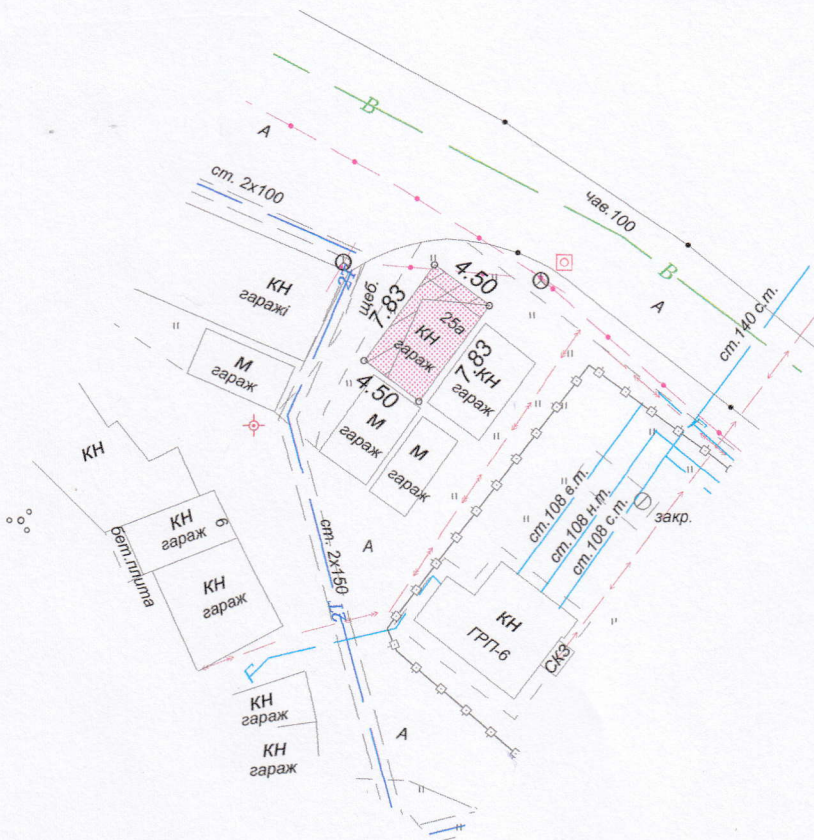 В
А
ст. 2х100
чав.100
4.50
В
КН
гаражі
2Т
щеб.
7.83
25а
А
ст.140 с.т.
КН
гараж
7.83
КН
гараж
М
гараж
4.50
М
гараж
М
гараж
КН
ст.108 в.т.
ст.108 н.т.
ст.108 с.т.
закр.
КН
гараж
6
бет.плита
ст. 2х150
А
КН
гараж
2Т
КН
ГРП-6
СКЗ
Г
КН
гараж
А
КН
гараж